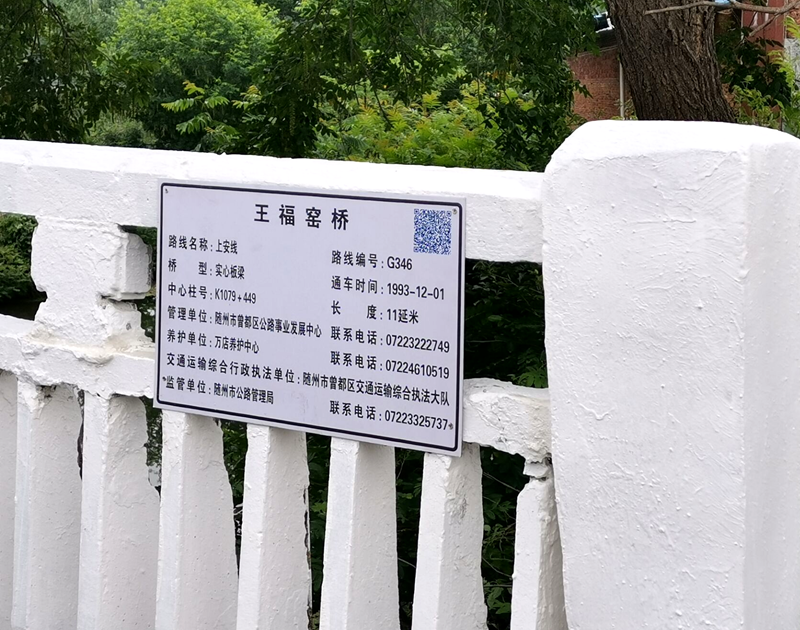 王福窑桥
路线名称：上安线 路线编号：G346
桥 型：实心板梁 通车时间：1993-12-01
中心桩号：K1079+449 长 度：11延米
管理单位：随州市曾都区公路事业发展中心 联系电话：07223222749
养护单位：万店养护中心 联系电话：07224610519
交通运输综合行政执法单位：随州市曾都区交通运输综合执法大队
监管单位：随州市公路管理局 联系电话：07223325737